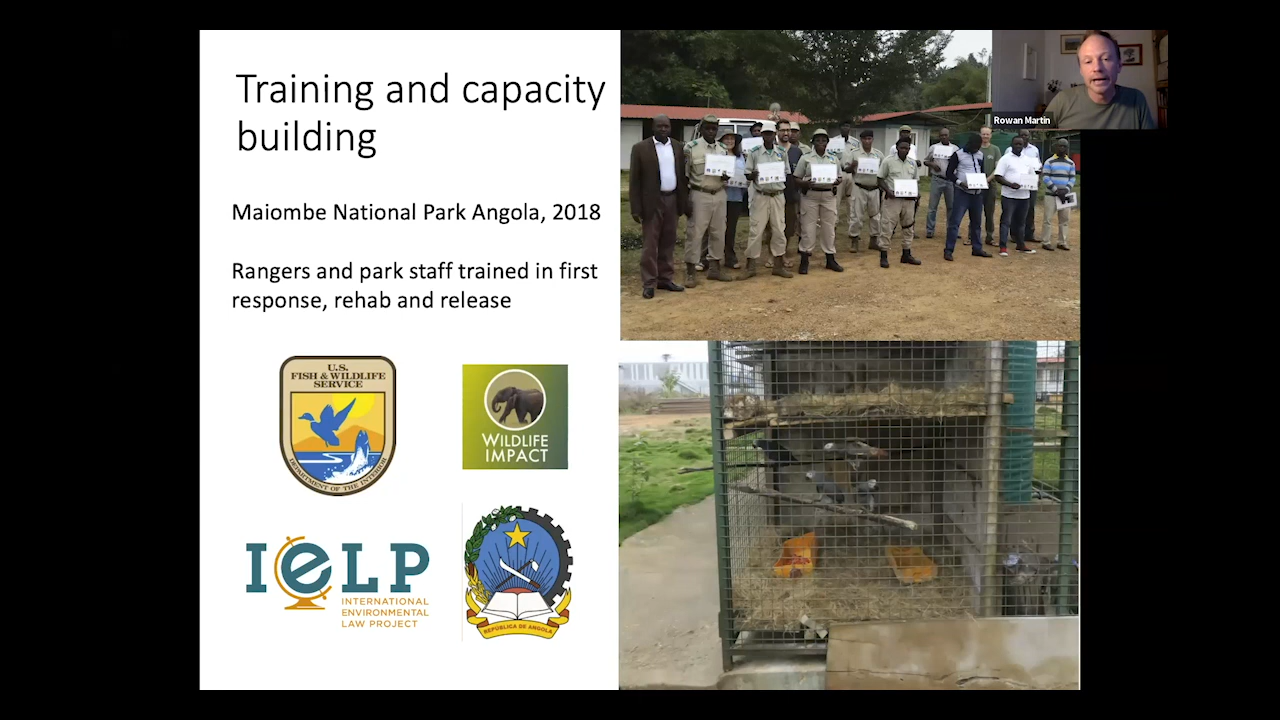 Training and capacity
building
Maiombe National Park Angola, 2018
Rangers and park staff trained in first
response, rehab and release
U.S.
FISH & WILDLIFE
SERVICE
DEPARTMENT OF THE INTERIOR
WILDLIFE
IMPACT
IeLP
INTERNATIONAL
ENVIRONMENTAL
LAW PROJECT
REPÚBLICA DE ANGOLA
Rowan Martin